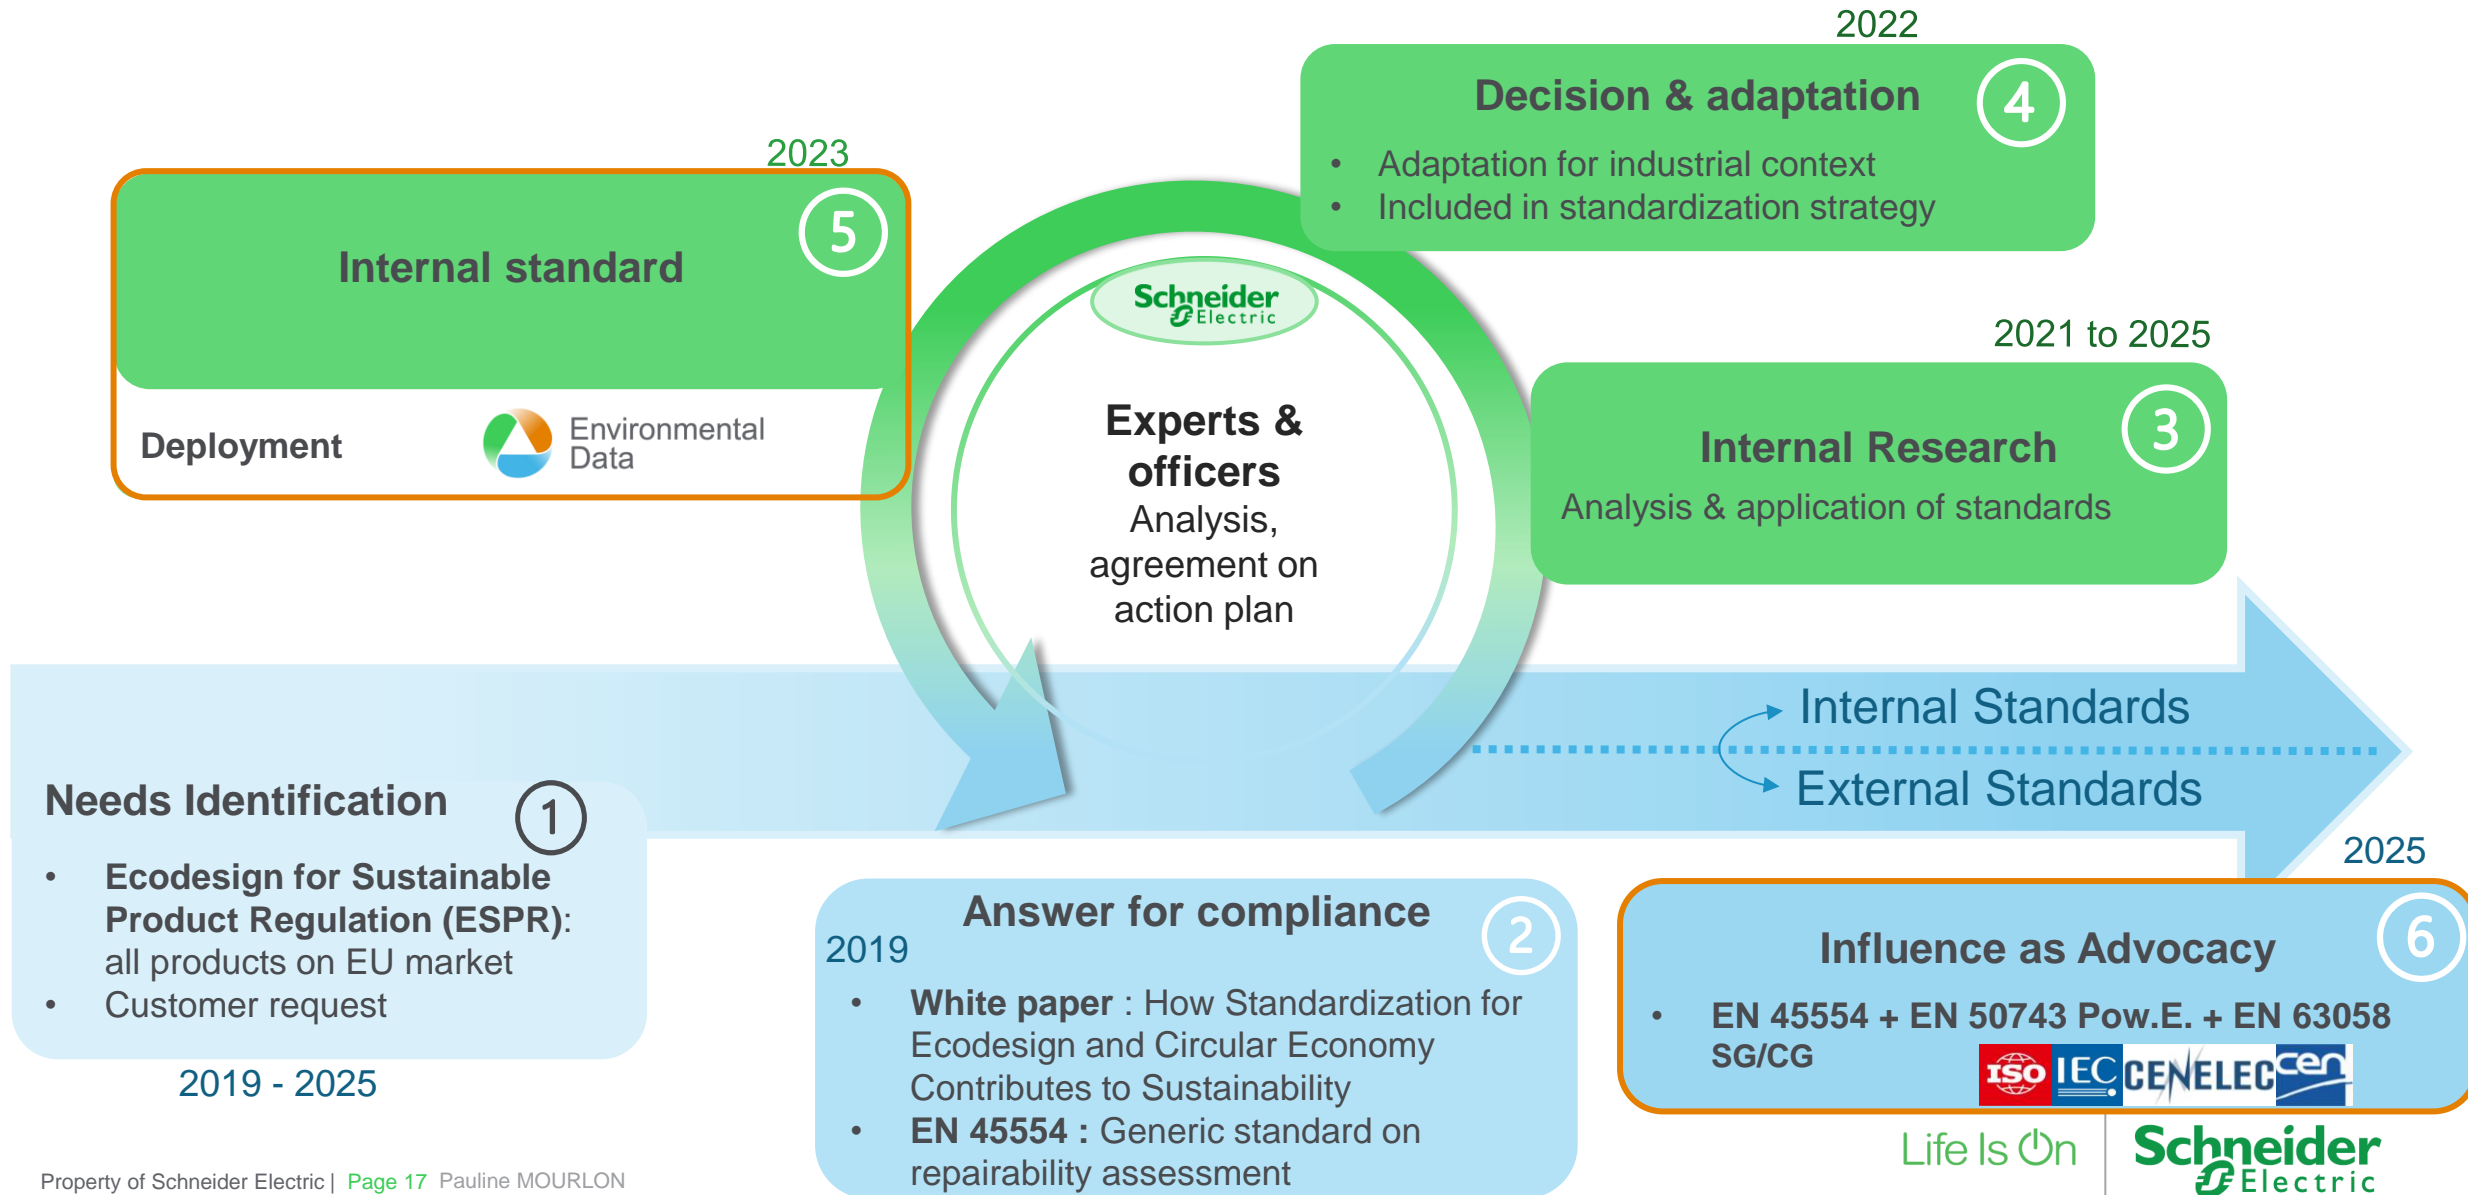 2022
Decision & adaptation
4
• Adaptation for industrial context
• Included in standardization strategy
2023
5
Internal standard
Deployment
Environmental
Data
Schneider
Electric
Experts &
officers
Analysis,
agreement on
action plan
2021 to 2025
3
Internal Research
Analysis & application of standards
Internal Standards
External Standards
Needs Identification
1
• Ecodesign for Sustainable
Product Regulation (ESPR):
all products on EU market
• Customer request
2019 - 2025
Answer for compliance
2
2019
• White paper : How Standardization for
Ecodesign and Circular Economy
Contributes to Sustainability
• EN 45554 : Generic standard on
repairability assessment
2025
6
Influence as Advocacy
• EN 45554 + EN 50743 Pow.E. + EN 63058
SG/CG
ISO IEC CENELEC cen
Life Is On
Schneider
Electric
Property of Schneider Electric | Page 17 Pauline MOURLON